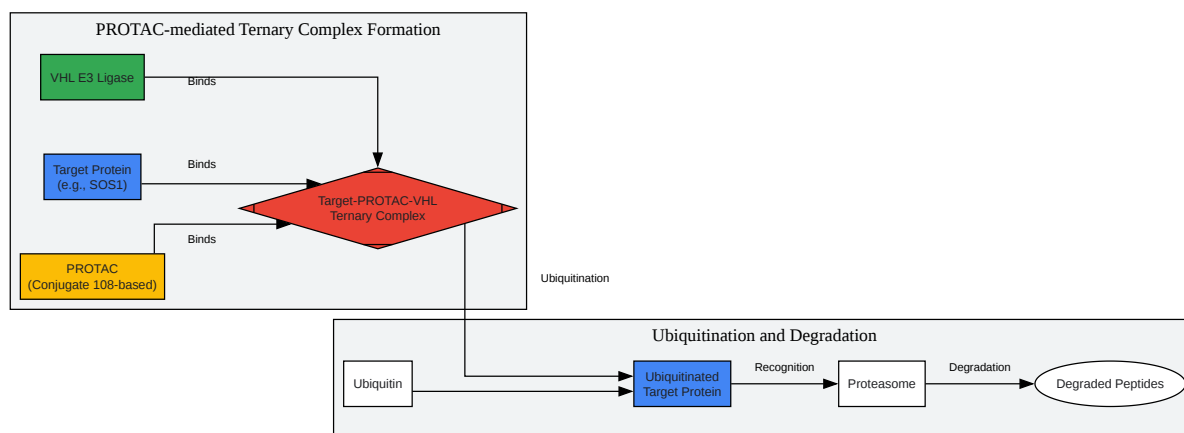 PROTAC-mediated Ternary Complex Formation
VHL E3 Ligase
Binds
Target Protein
(e.g., SOS1)
Binds
Target-PROTAC-VHL
Ternary Complex
PROTAC
(Conjugate 108-based)
Binds
Ubiquitination
Ubiquitination and Degradation
Ubiquitin
Ubiquitinated
Target Protein
Recognition
Proteasome
Degradation
Degraded Peptides